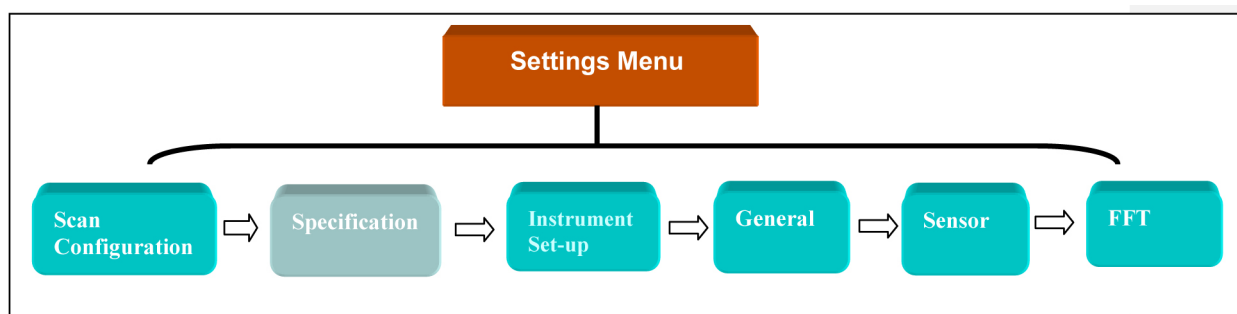 Settings Menu
Scan
Configuration
Specification
Instrument
Set-up
General
Sensor
FFT